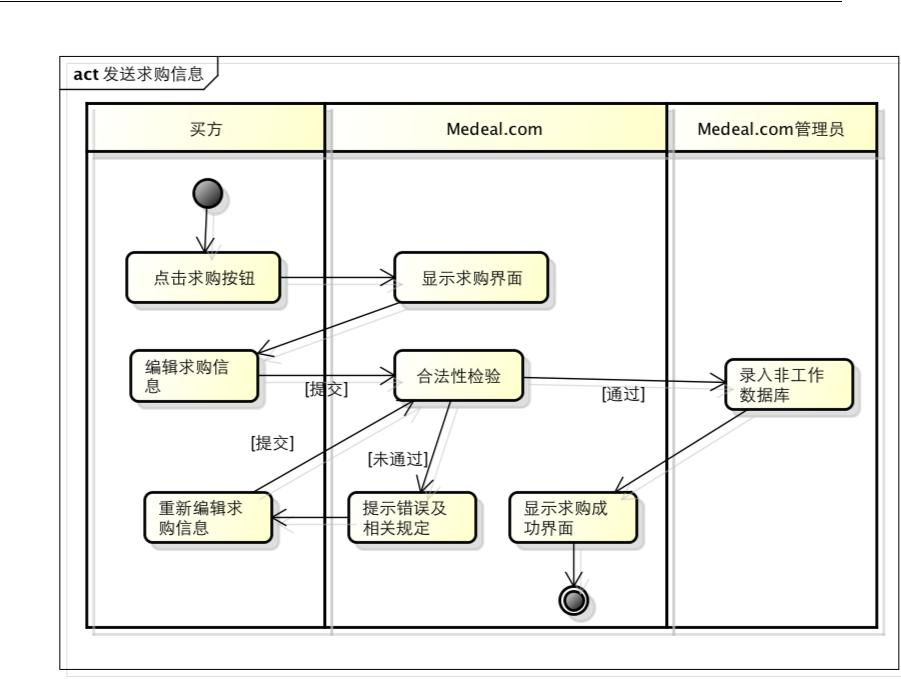 act 发送求购信息
买方
Medeal.com
Medeal.com管理员
点击求购按钮
显示求购界面
编辑求购信
息
[提交]
合法性检验
[通过]
录入非工作
数据库
[提交]
[未通过]
重新编辑求
购信息
提示错误及
相关规定
显示求购成
功界面